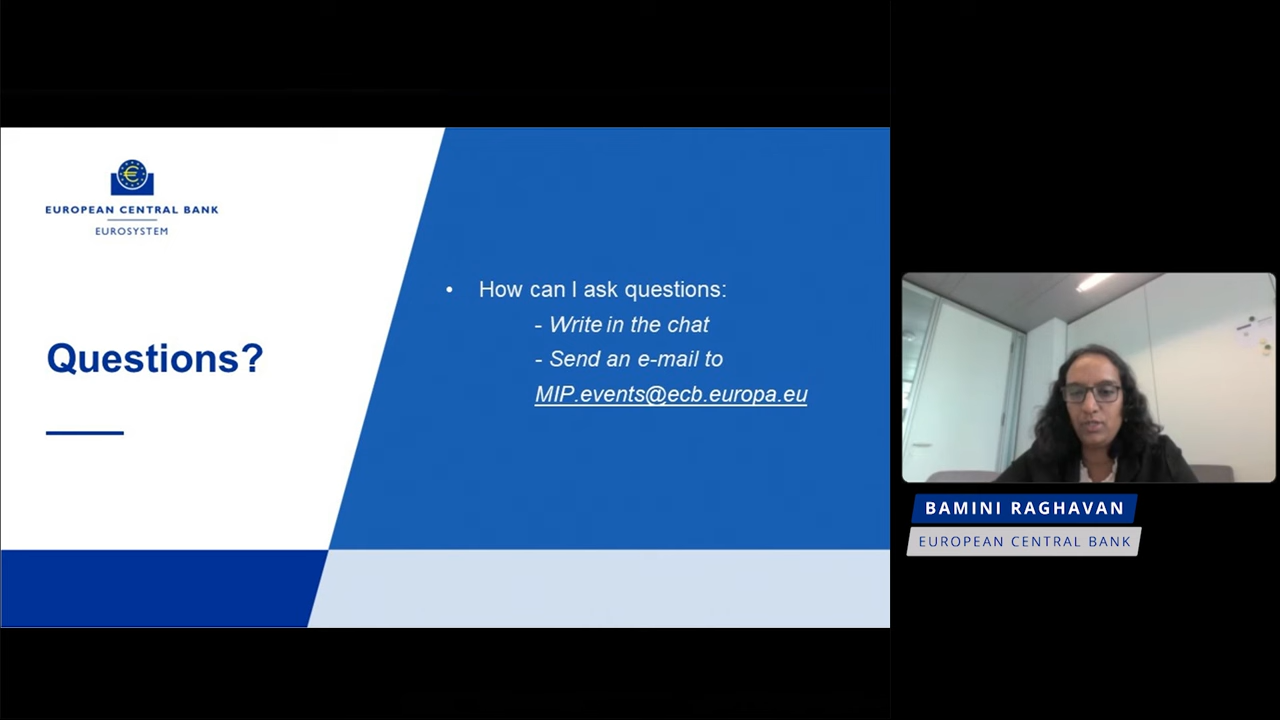 EUROPEAN CENTRAL BANK
EUROSYSTEM
Questions?
• How can I ask questions:
- Write in the chat
- Send an e-mail to
MIP.events@ecb.europa.eu
BAMINI RAGHAVAN
EUROPEAN CENTRAL BANK